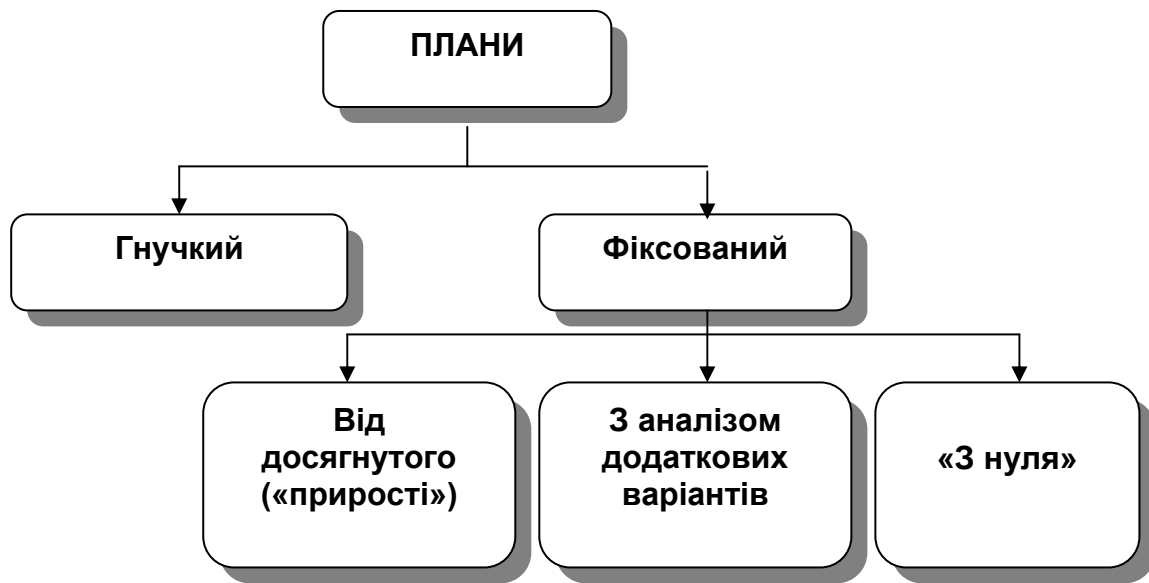 ПЛАНИ
Гнучкий
Фіксований
Від
досягнутого
(«прирості»)
З аналізом
додаткових
варіантів
«З нуля»